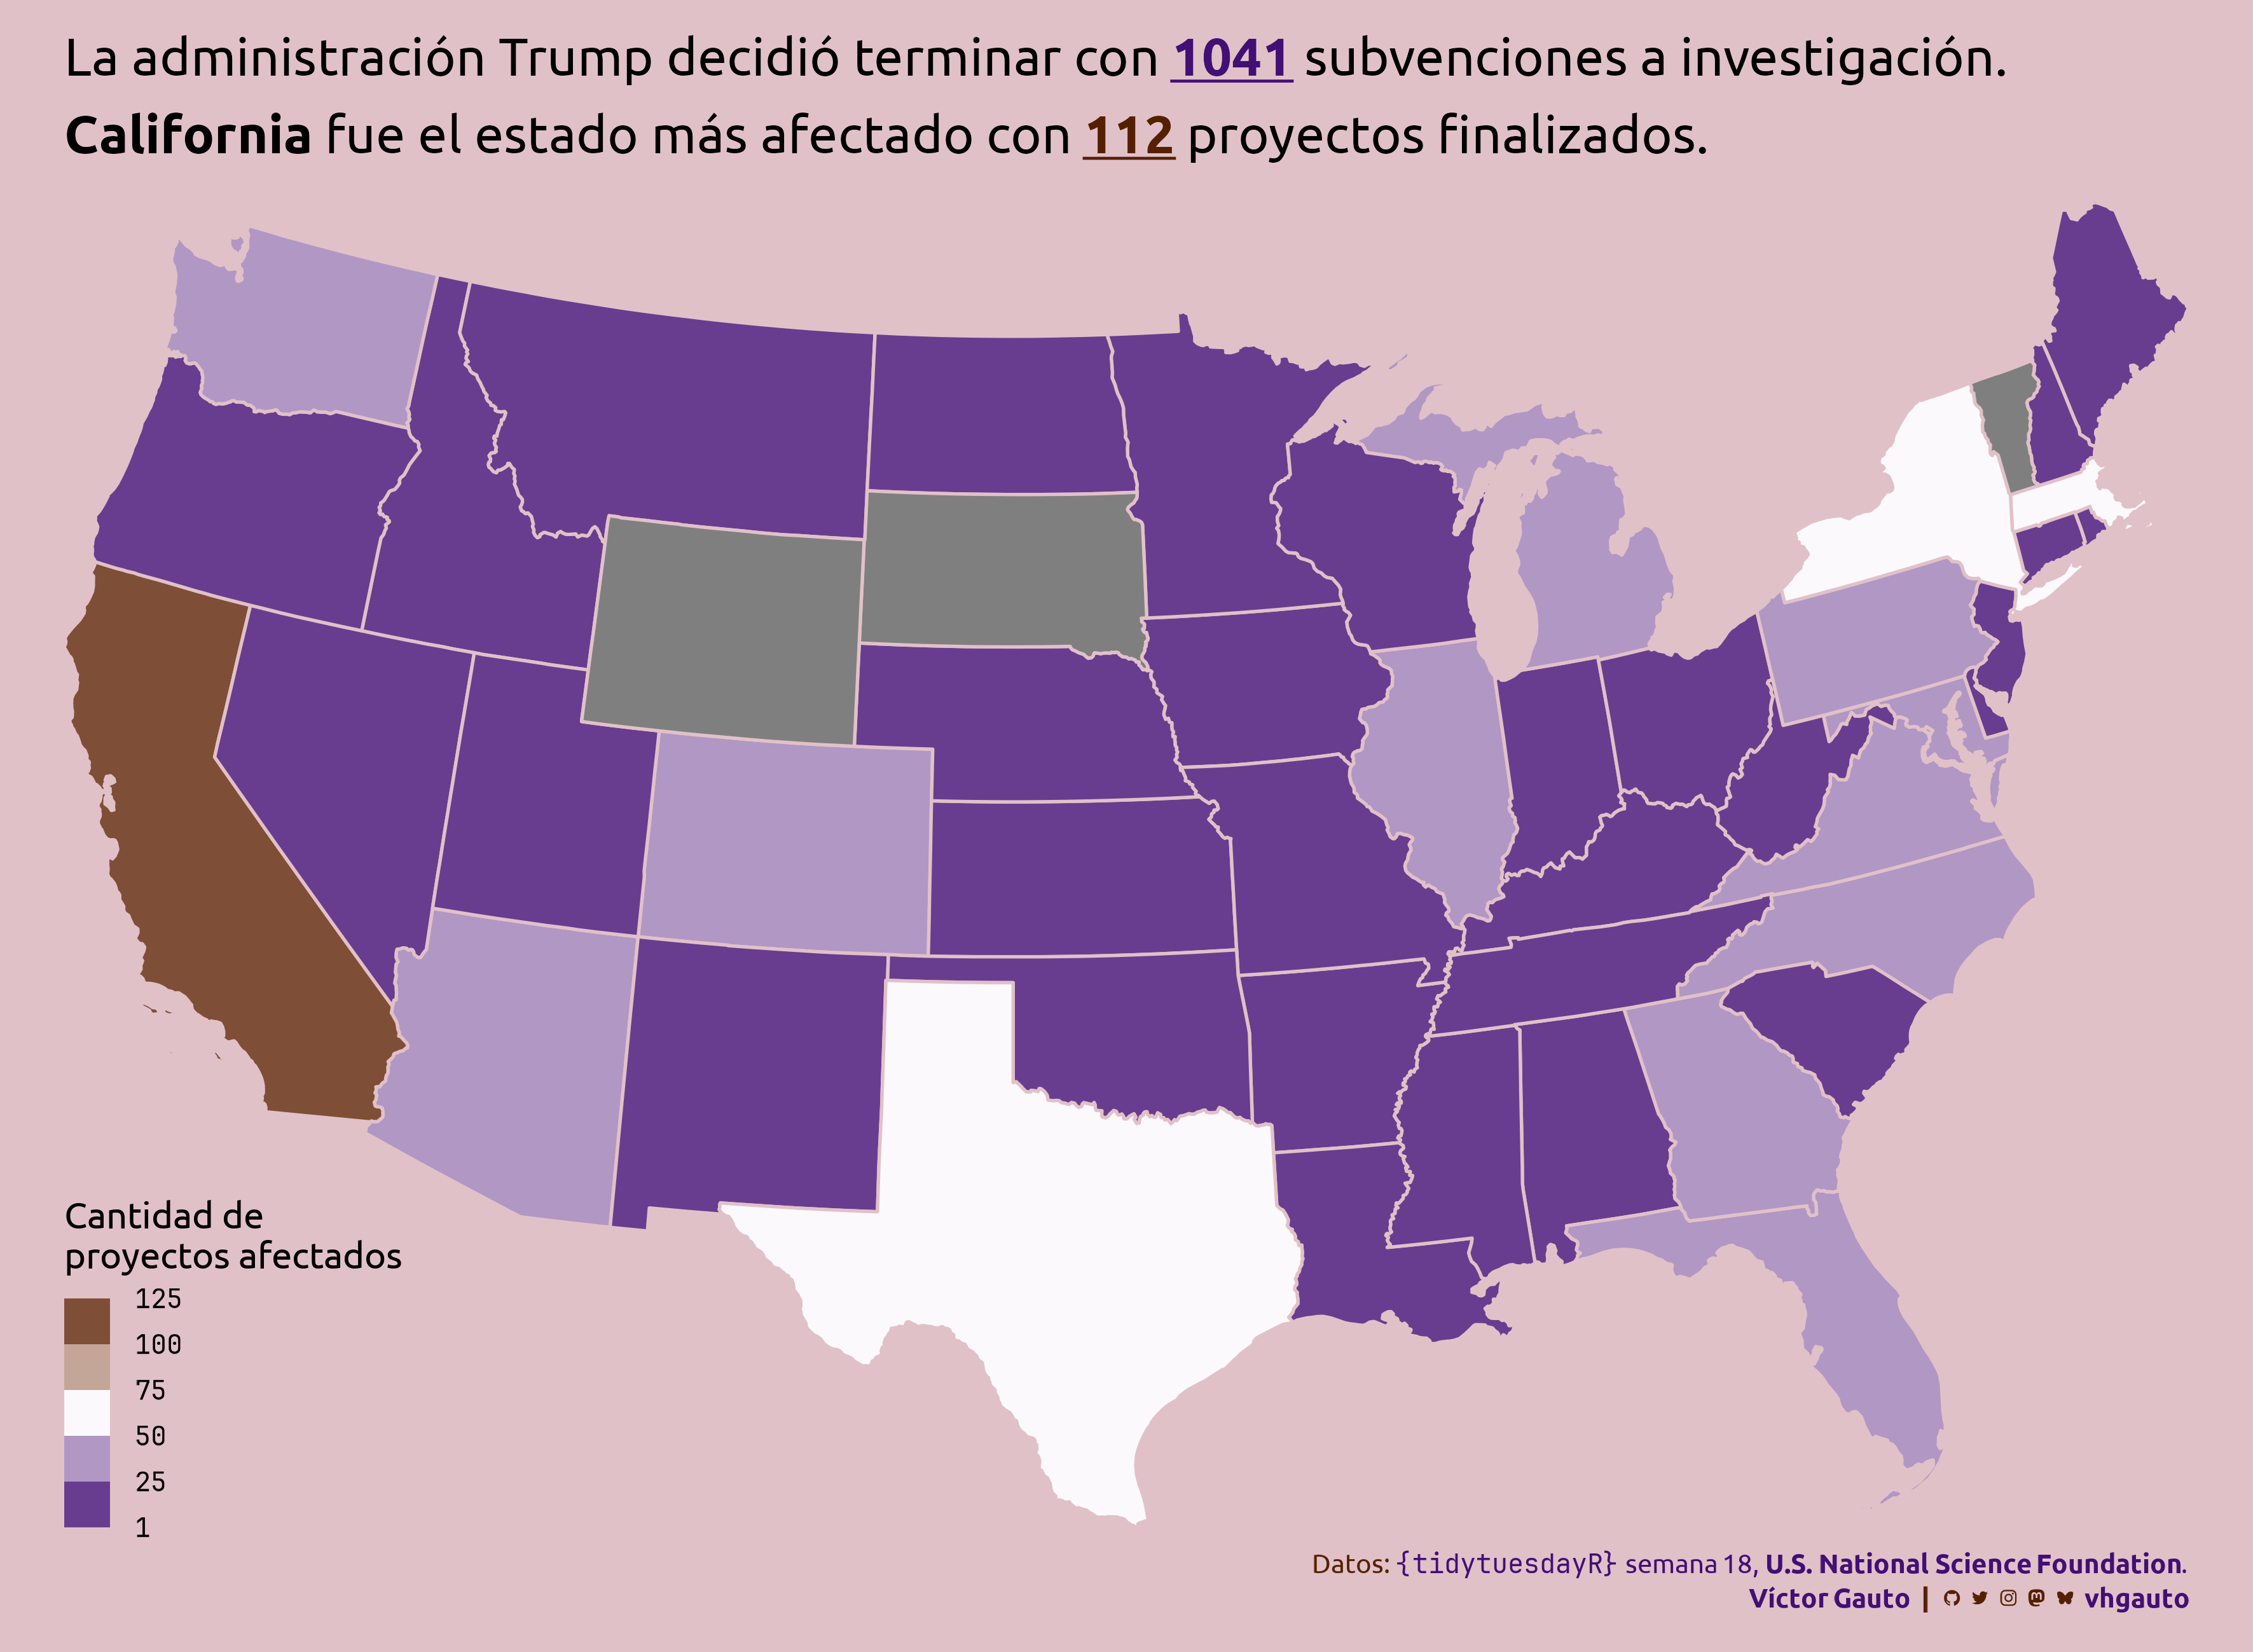 La administración Trump decidió terminar con 1041 subvenciones a investigación.
California fue el estado más afectado con 112 proyectos finalizados.
Cantidad de
proyectos afectados
125
100
75
50
25
1
Datos: {tidytuesdayR} semana 18, U.S. National Science Foundation.
Víctor Gauto | vhgauto